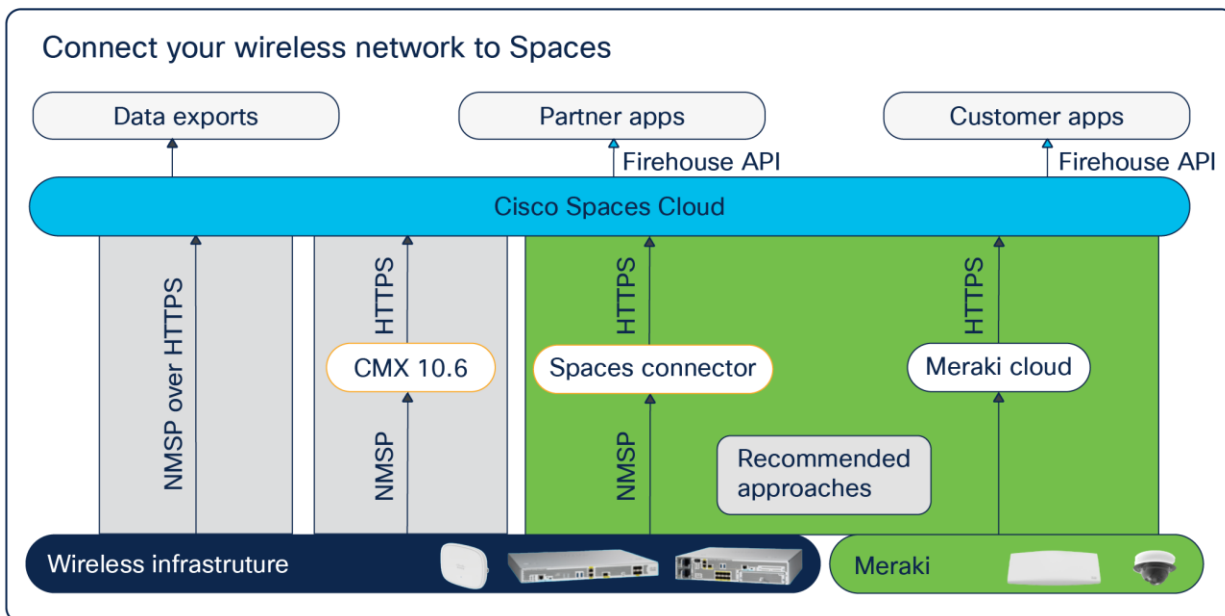 Connect your wireless network to Spaces
Data exports
Partner apps
Customer apps
Firehouse API
Firehouse API
Cisco Spaces Cloud
NMSP over HTTPS
HTTPS
HTTPS
HTTPS
CMX 10.6
Spaces connector
Meraki cloud
NMSP
NMSP
Recommended
approaches
Wireless infrastruture
Meraki